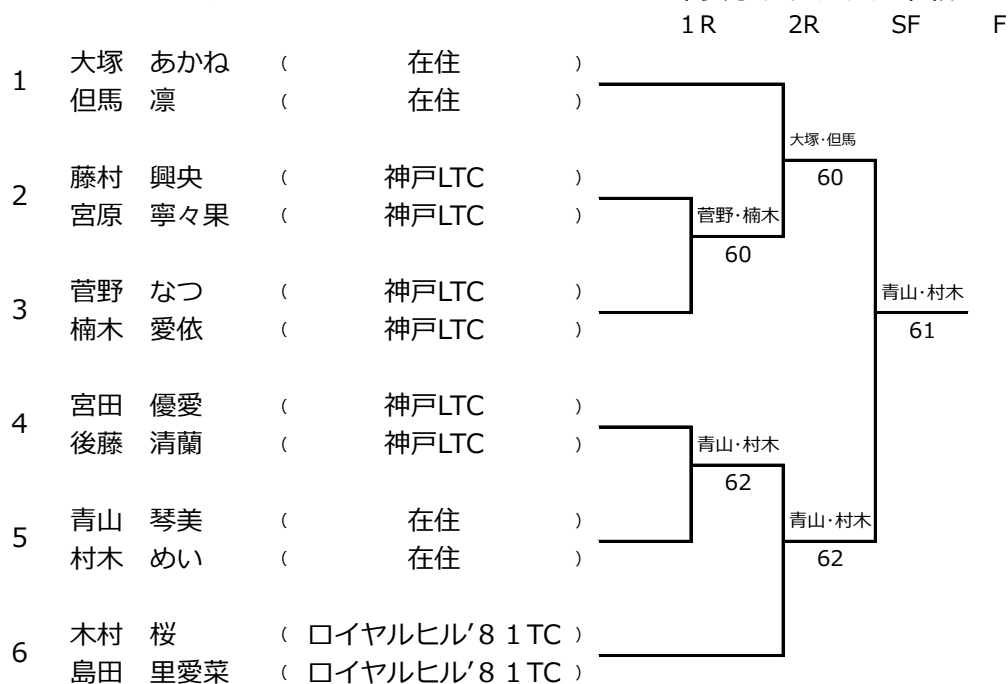 1R 2R SF F
大塚 あかね ( 在住 )
1
但馬 凛 ( 在住 )
大塚・但馬
60
藤村 興央 ( 神戸LTC )
2
宮原 寧々果 ( 神戸LTC )
菅野・楠木
60
菅野 なつ ( 神戸LTC )
3
楠木 愛依 ( 神戸LTC )
青山・村木
61
宮田 優愛 ( 神戸LTC )
4
後藤 清蘭 ( 神戸LTC )
青山・村木
62
青山 琴美 ( 在住 )
5
村木 めい ( 在住 )
青山・村木
62
木村 桜 ( ロイヤルヒル'81TC )
6
島田 里愛菜 ( ロイヤルヒル'81TC )